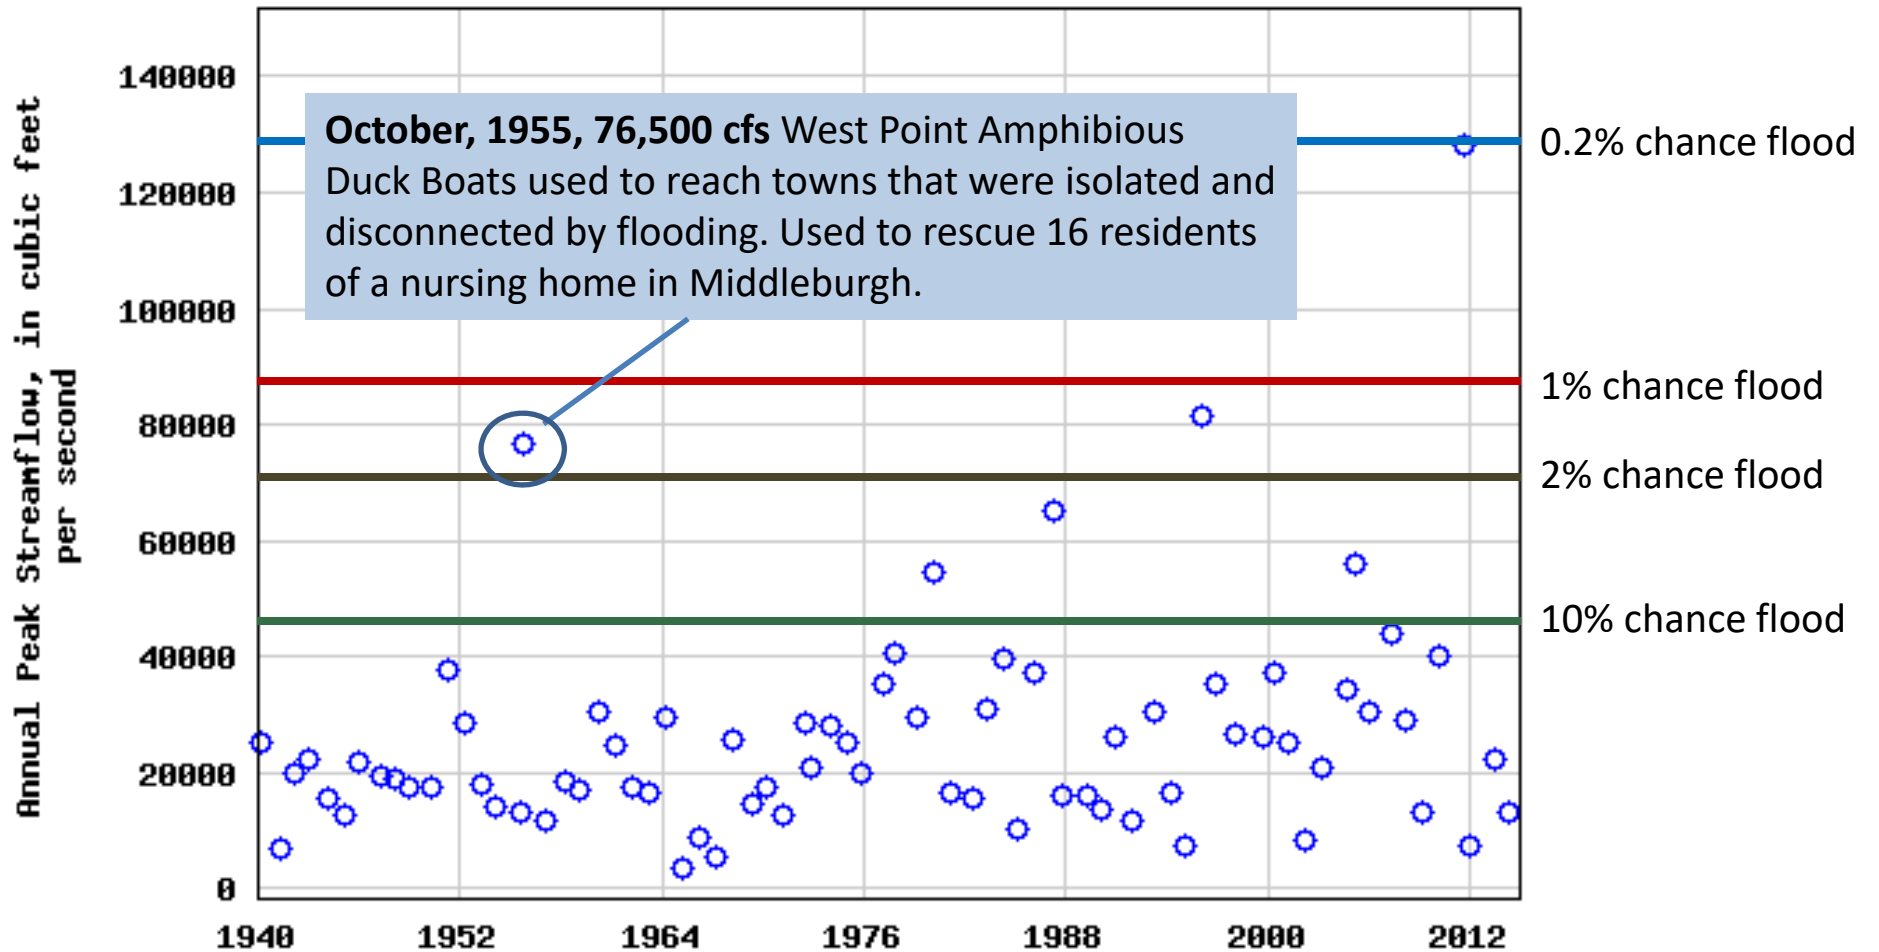 Annual Peak Streamflow, in cubic feet
per second
140000
120000
100000
80000
60000
40000
20000
0
October, 1955, 76,500 cfs West Point Amphibious
Duck Boats used to reach towns that were isolated and
disconnected by flooding. Used to rescue 16 residents
of a nursing home in Middleburgh.
0.2% chance flood
1% chance flood
2% chance flood
10% chance flood
1940 1952 1964 1976 1988 2000 2012